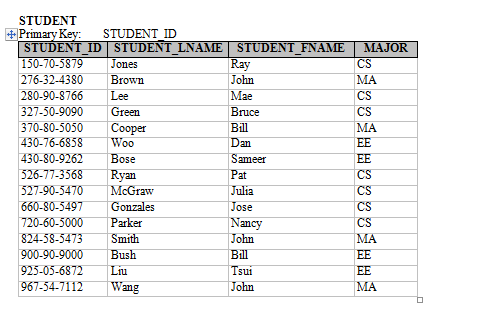 STUDENT
Primary Key: STUDENT_ID
STUDENT_ID STUDENT_LNAME STUDENT_FNAME MAJOR
150-70-5879 Jones Ray CS
276-32-4380 Brown John MA
280-90-8766 Lee Mae CS
327-50-9090 Green Bruce CS
370-80-5050 Cooper Bill MA
430-76-6858 Woo Dan EE
430-80-9262 Bose Sameer EE
526-77-3568 Ryan Pat CS
527-90-5470 McGraw Julia CS
660-80-5497 Gonzales Jose CS
720-60-5000 Parker Nancy CS
824-58-5473 Smith John MA
900-90-9000 Bush Bill EE
925-05-6872 Liu Tsui EE
967-54-7112 Wang John MA